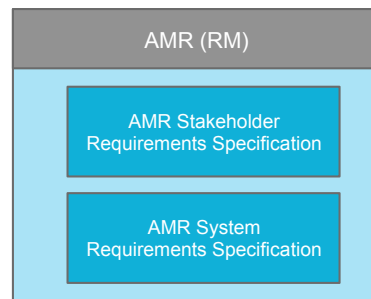 AMR (RM)
AMR Stakeholder
Requirements Specification
AMR System
Requirements Specification